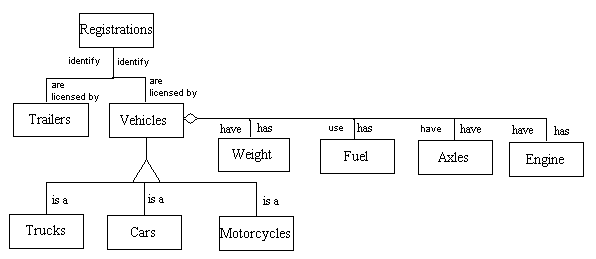 Registrations
identify identify
are
licensed by
are
licensed by
Trailers
Vehicles
have has
use has
have have
have has
Weight
Fuel
Axles
Engine
is a
is a
is a
Trucks
Cars
Motorcycles